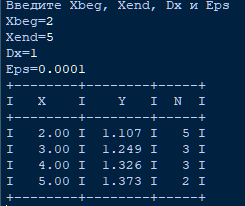 Введите Xbeg, Xend, Dx и Eps
Xbeg=2
Xend=5
Dx=1
Eps=0.0001
+--------+--------+-----+
I   X    I   Y    I  N  I
+--------+--------+-----+
I   2.00 I  1.107 I   5 I
I   3.00 I  1.249 I   3 I
I   4.00 I  1.326 I   3 I
I   5.00 I  1.373 I   2 I
+--------+--------+-----+